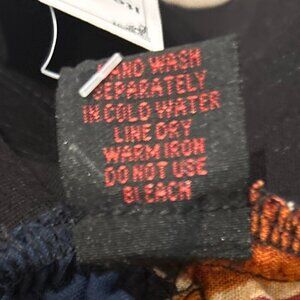 HAND WASH
SEPARATELY
IN COLD WATER
LINE DRY
WARM IRON
DO NOT USE
BLEACH